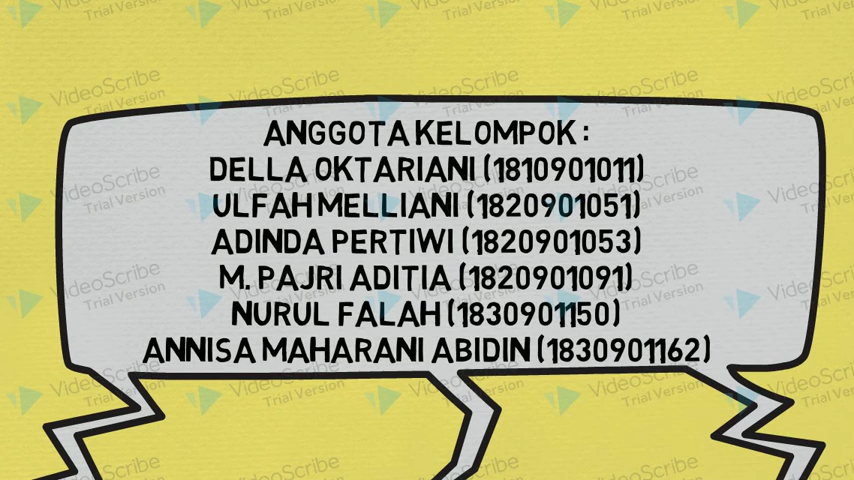 ANGGOTA KELOMPOK :
DELLA OKTARIANI (1810901011)
ULFAH MELLIANI (1820901051)
ADINDA PERTIWI (1820901053)
M. PAJRI ADITIA (1820901091)
NURUL FALAH (1830901150)
ANNISA MAHARANI ABIDIN (1830901162)
VideoScribe
Trial Version